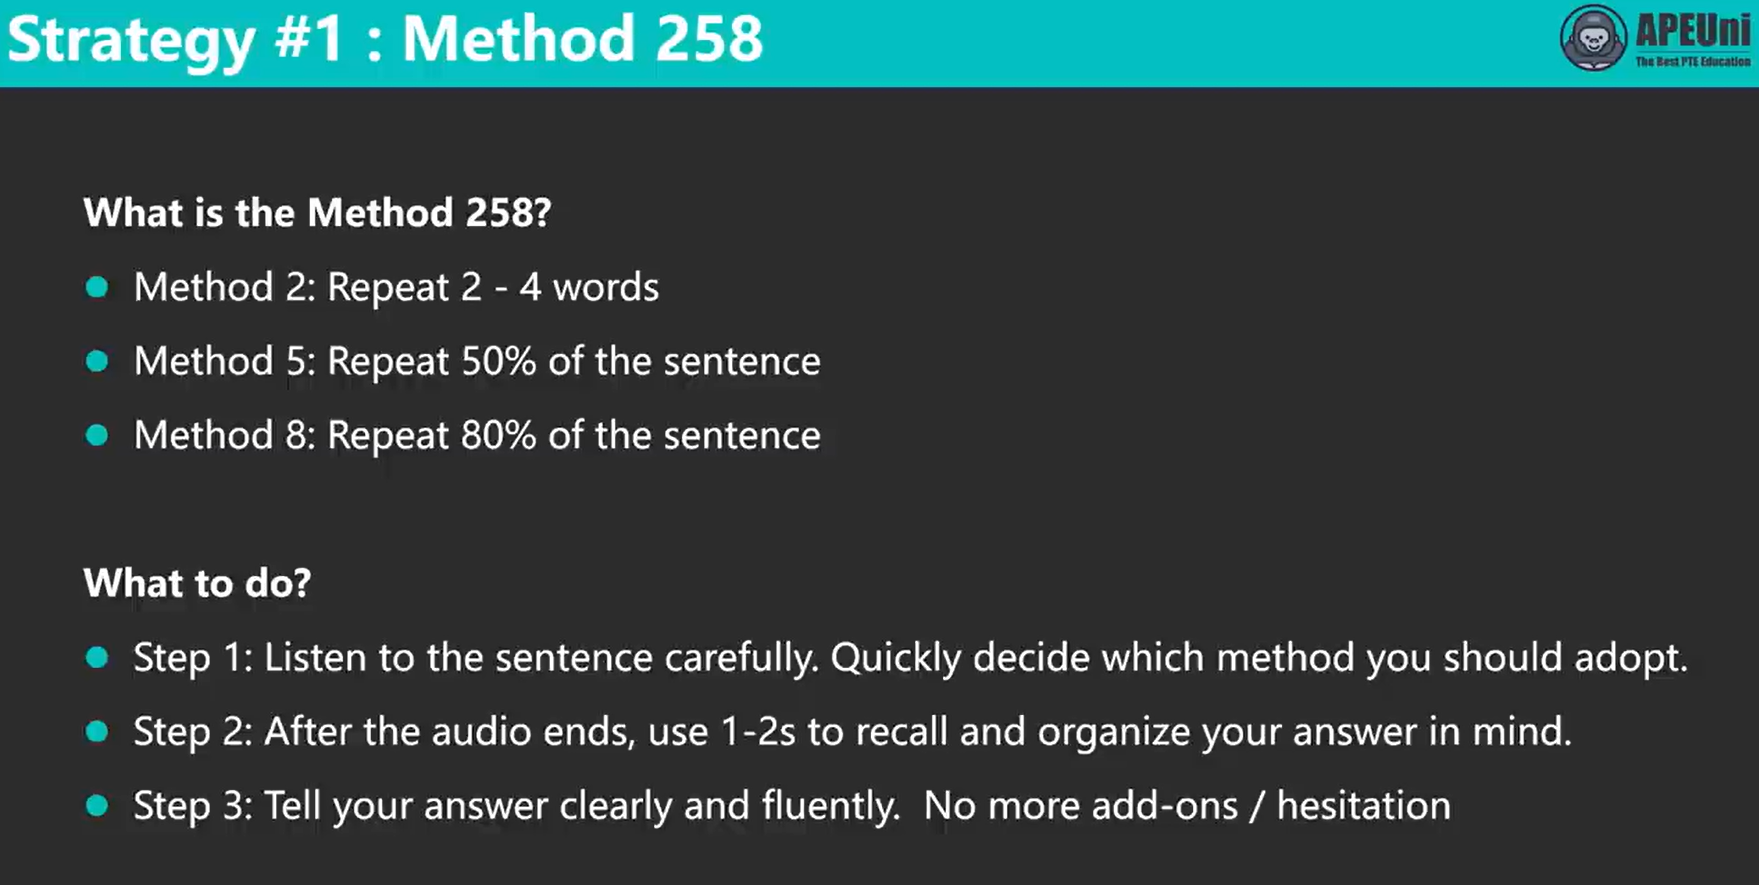 Strategy #1 : Method 258
APEUni
The Best PTE Education
What is the Method 258?
Method 2: Repeat 2 - 4 words
Method 5: Repeat 50% of the sentence
Method 8: Repeat 80% of the sentence
What to do?
Step 1: Listen to the sentence carefully. Quickly decide which method you should adopt.
Step 2: After the audio ends, use 1-2s to recall and organize your answer in mind.
Step 3: Tell your answer clearly and fluently. No more add-ons / hesitation